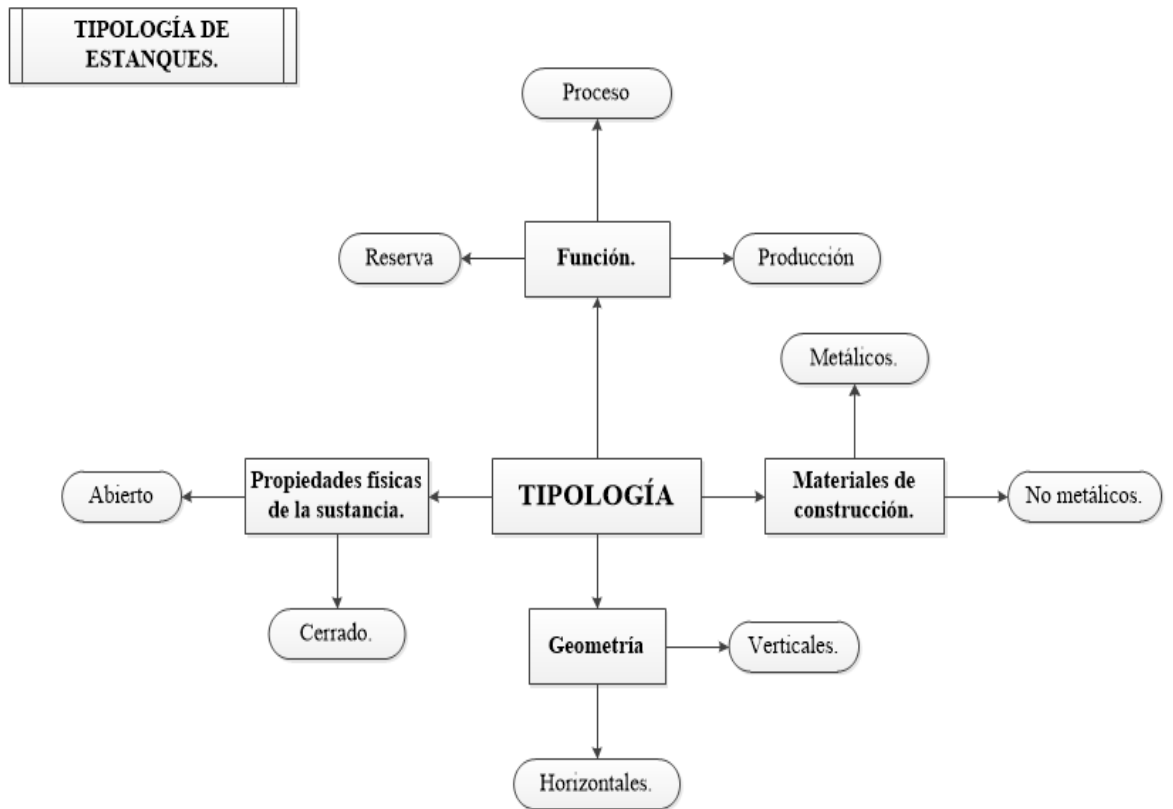 TIPOLOGÍA DE
ESTANQUES.
Proceso
Reserva
Función.
Producción
Metálicos.
Abierto
Propiedades físicas
de la sustancia.
TIPOLOGÍA
Materiales de
construcción.
No metálicos.
Cerrado.
Geometría
Verticales.
Horizontales.